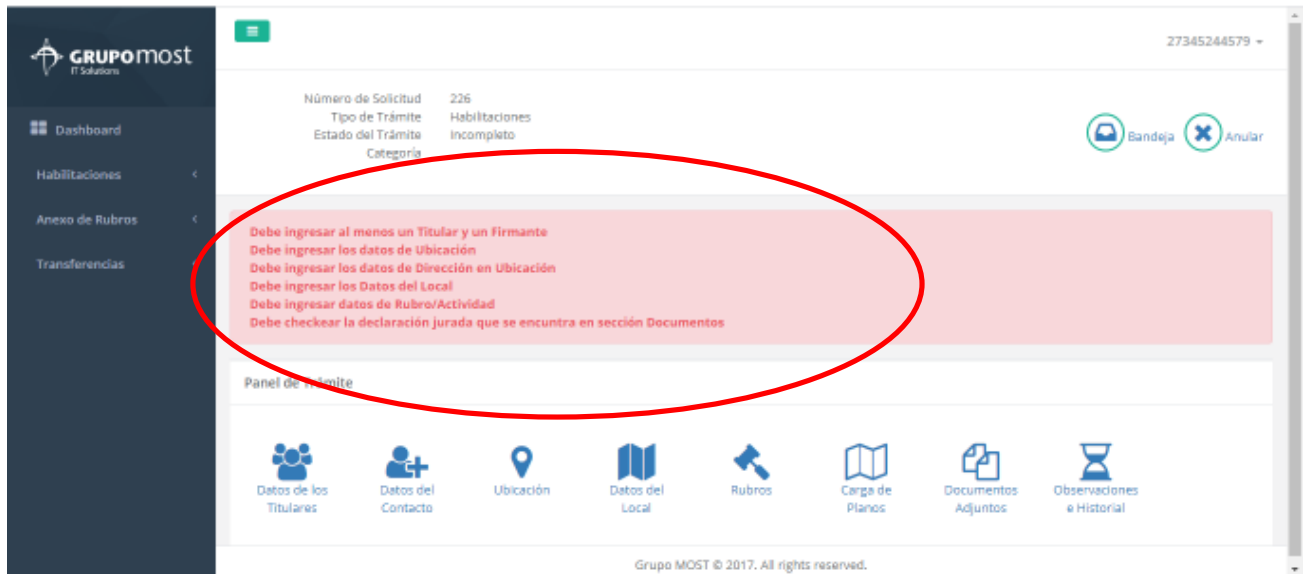 GRUPOmost
IT Solutions
27345244579
Número de Solicitud 226
Tipo de Trámite Habilitaciones
Estado del Trámite Incompleto
Categoría
Bandeja
Anular
Dashboard
Habilitaciones
Anexo de Rubros
Transferencias
Debe ingresar al menos un Titular y un Firmante
Debe ingresar los datos de Ubicación
Debe ingresar los datos de Dirección en Ubicación
Debe ingresar los Datos del Local
Debe ingresar datos de Rubro/Actividad
Debe checkear la declaración jurada que se encuntra en sección Documentos
Panel de Trámite
Datos de los
Titulares
Datos del
Contacto
Ubicación
Datos del
Local
Rubros
Carga de
Planos
Documentos
Adjuntos
Observaciones
e Historial
Grupo MOST © 2017. All rights reserved.